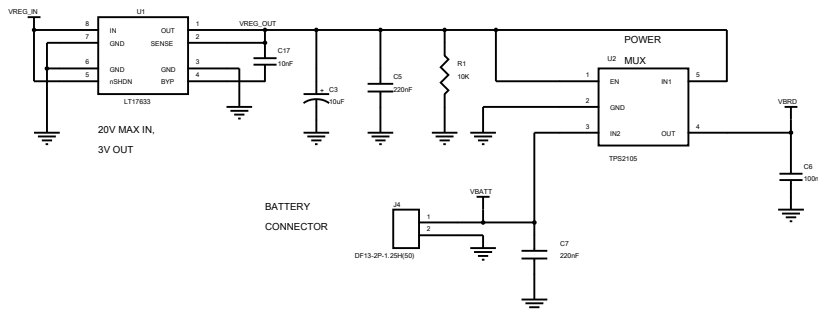 VREG_IN
U1
8
IN
OUT
1
VREG_OUT
7
GND
SENSE
2
C17
10nF
6
GND
GND
3
5
nSHDN
BYP
4
LT17633
20V MAX IN,
3V OUT
+
C3
10uF
C5
220nF
R1
10K
POWER
U2
MUX
1
EN
IN1
5
2
GND
3
IN2
OUT
4
TPS2105
VBRD
C6
100n
BATTERY
CONNECTOR
J4
1
2
DF13-2P-1.25H(50)
VBATT
C7
220nF